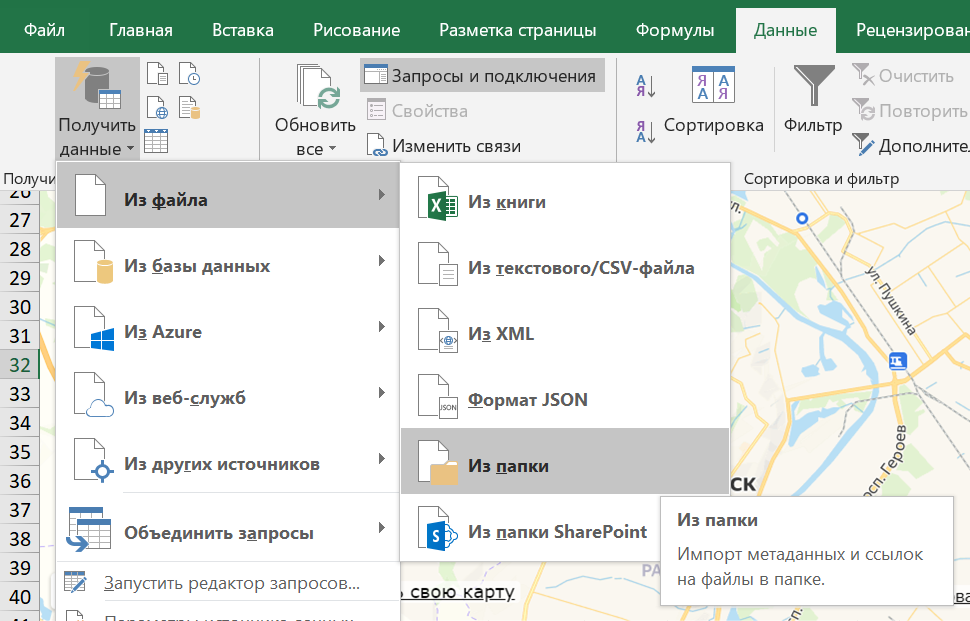 Файл Главная Вставка Рисование Разметка страницы Формулы Данные Рецензирован
Получить данные
Обновить все
Запросы и подключения
Свойства
Изменить связи
Сортировка
Фильтр
Очистить
Повторить
Дополните
Получи
Сортировка и фильтр
Из файла
Из базы данных
Из Azure
Из веб-служб
Из других источников
Объединить запросы
Запустить редактор запросов...
Из книги
Из текстового/CSV-файла
Из XML
JSON
Формат JSON
Из папки
Из папки SharePoint
Из папки
Импорт метаданных и ссылок
на файлы в папке.
26
27
28
29
30
31
32
33
34
35
36
37
38
39
40
ул. Пушкина
осп. Героев
ск
свою карту